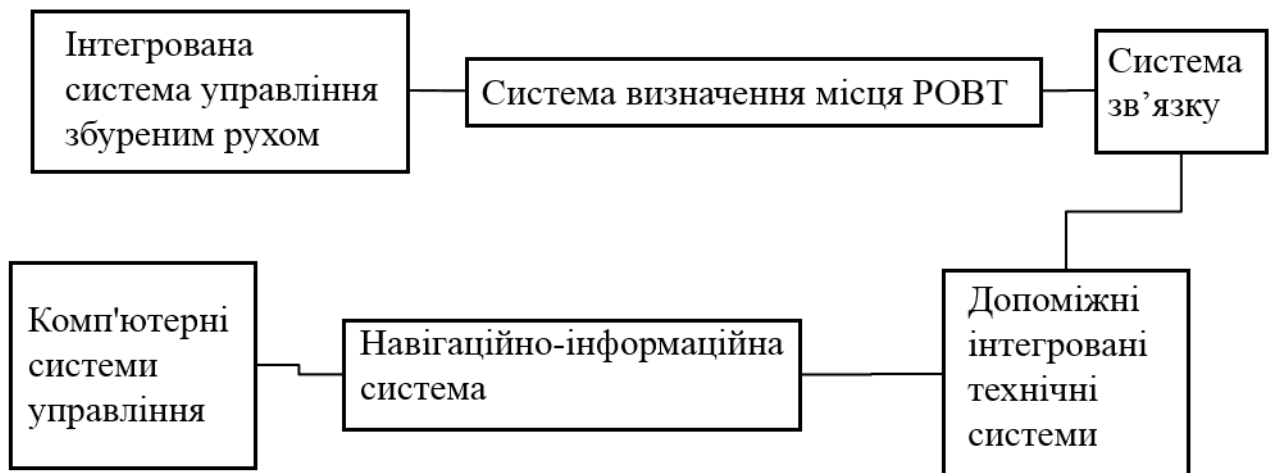 Інтегрована
система управління
збуреним рухом
Система визначення місця РОВТ
Система
зв’язку
Комп'ютерні
системи
управління
Навігаційно-інформаційна
система
Допоміжні
інтегровані
технічні
системи